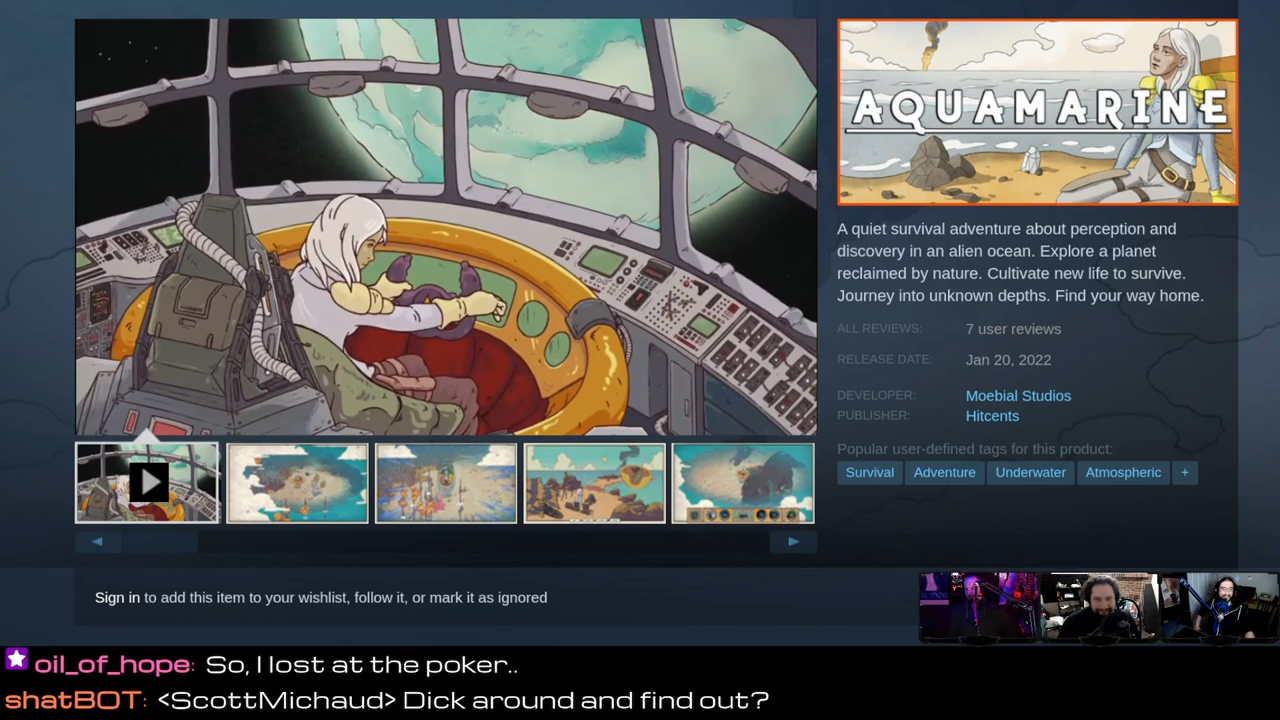 AQUAMARINE
A quiet survival adventure about perception and
discovery in an alien ocean. Explore a planet
reclaimed by nature. Cultivate new life to survive.
Journey into unknown depths. Find your way home.
ALL REVIEWS: 7 user reviews
RELEASE DATE: Jan 20, 2022
DEVELOPER: Moebial Studios
PUBLISHER: Hitcents
Popular user-defined tags for this product:
Survival Adventure Underwater Atmospheric +
Sign in to add this item to your wishlist, follow it, or mark it as ignored
oil_of_hope: So, I lost at the poker..
shatBOT: <ScottMichaud> Dick around and find out?